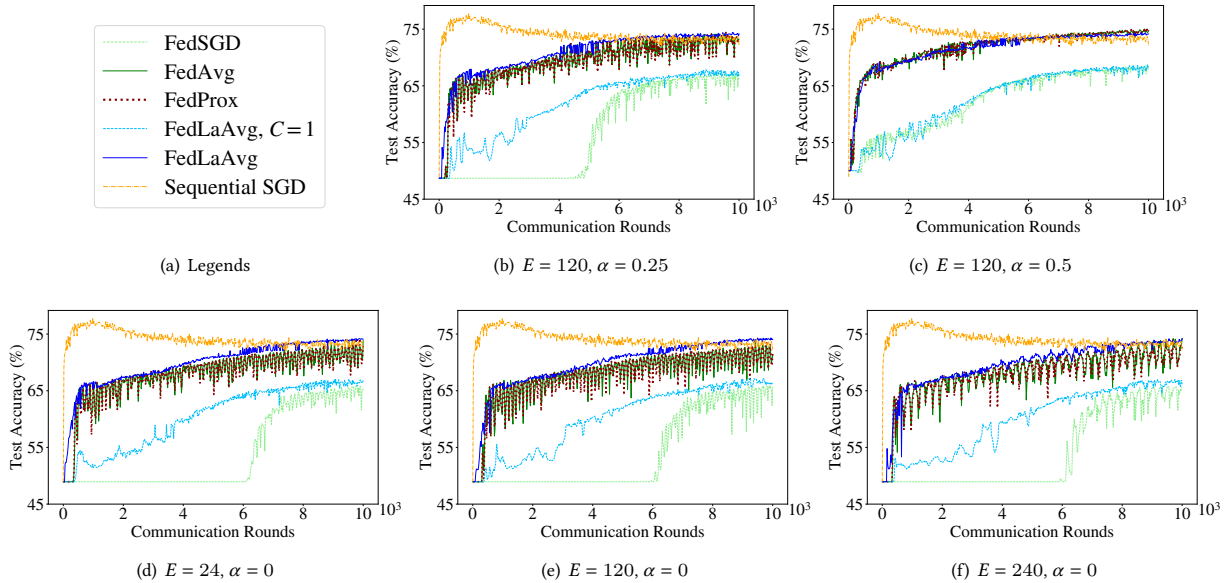 FedSGD
FedAvg
FedProx
FedLaAvg, C=1
FedLaAvg
Sequential SGD
(a) Legends
Test Accuracy (%)
75
65
55
45
0 2 4 6 8 10 10³
Communication Rounds
(b) E = 120, α = 0.25
Test Accuracy (%)
75
65
55
45
0 2 4 6 8 10 10³
Communication Rounds
(c) E = 120, α = 0.5
Test Accuracy (%)
75
65
55
45
0 2 4 6 8 10 10³
Communication Rounds
(d) E = 24, α = 0
Test Accuracy (%)
75
65
55
45
0 2 4 6 8 10 10³
Communication Rounds
(e) E = 120, α = 0
Test Accuracy (%)
75
65
55
45
0 2 4 6 8 10 10³
Communication Rounds
(f) E = 240, α = 0